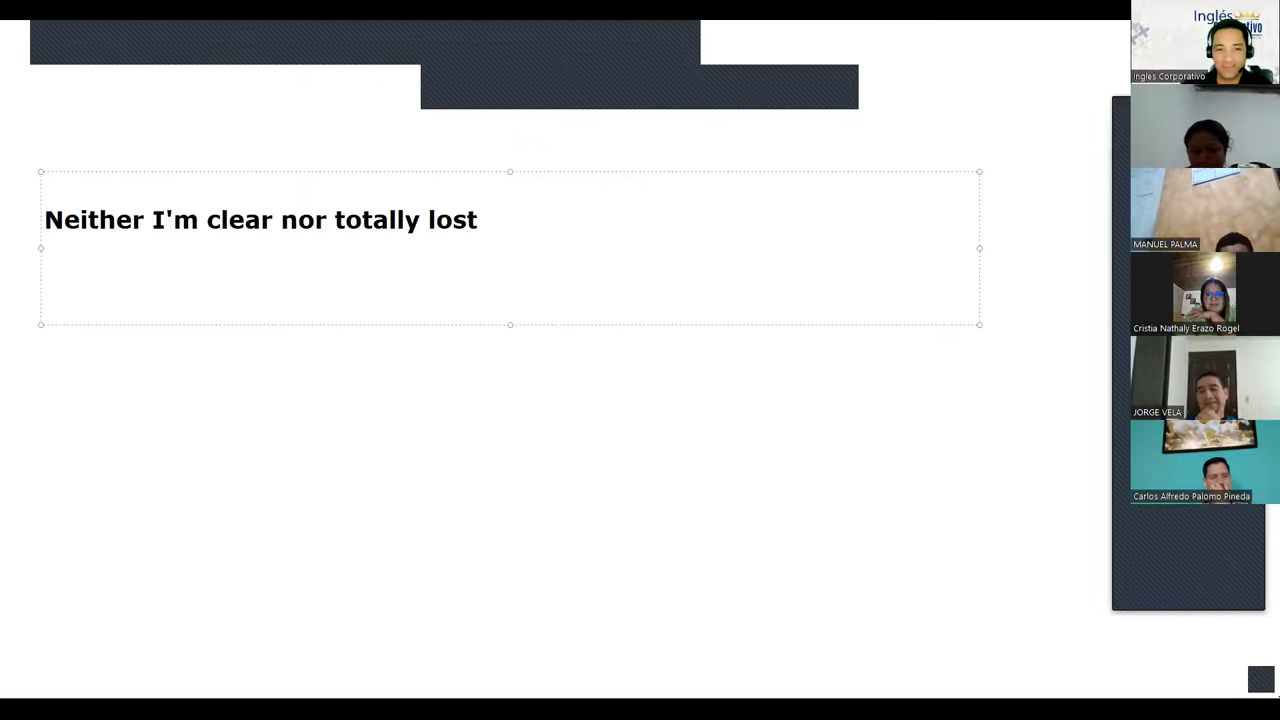 Neither I'm clear nor totally lost
Inglés
Ingles Corporativo
MANUEL PALMA
Cristia Nathaly Erazo Rogel
JORGE VELA
Carlos Alfredo Palomo Pineda